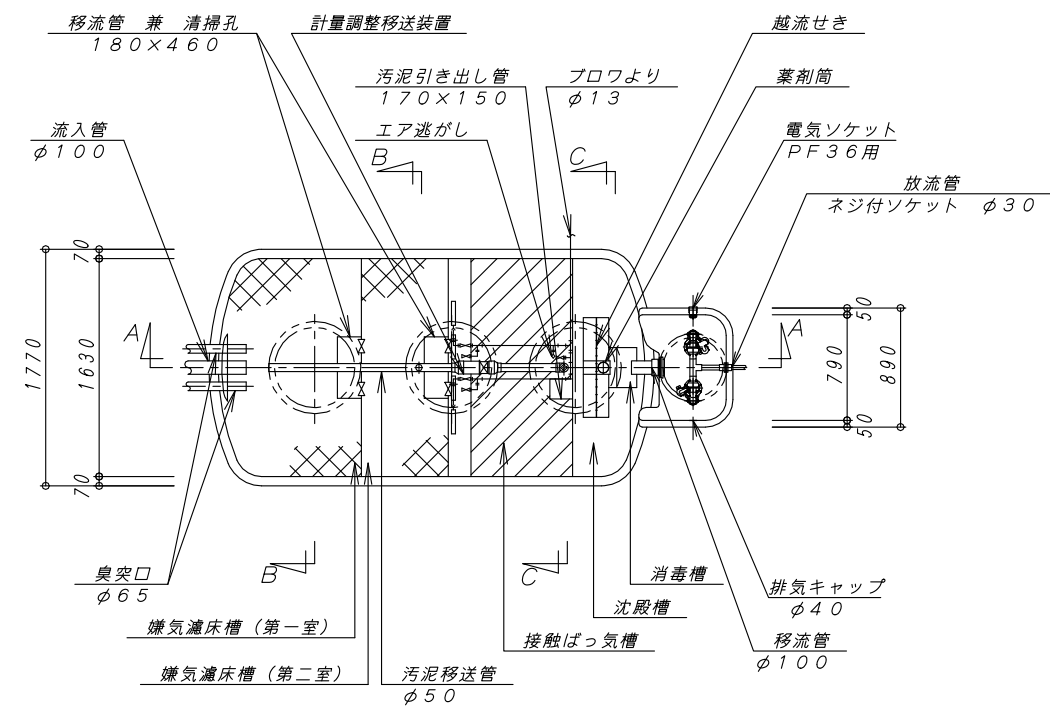 移流管　兼　清掃孔
１８０×４６０
計量調整移送装置
越流せき
汚泥引き出し管
１７０×１５０
ブロワより
φ１３
薬剤筒
流入管
φ１００
エア逃がし
電気ソケット
ＰＦ３６用
B
C
放流管
ネジ付ソケット　φ３０
70
50
A
A
1770
1630
790
890
70
50
臭突口
φ６５
B
C
消毒槽
排気キャップ
φ４０
沈殿槽
嫌気濾床槽（第一室）
接触ばっ気槽
移流管
φ１００
嫌気濾床槽（第二室）
汚泥移送管
φ５０